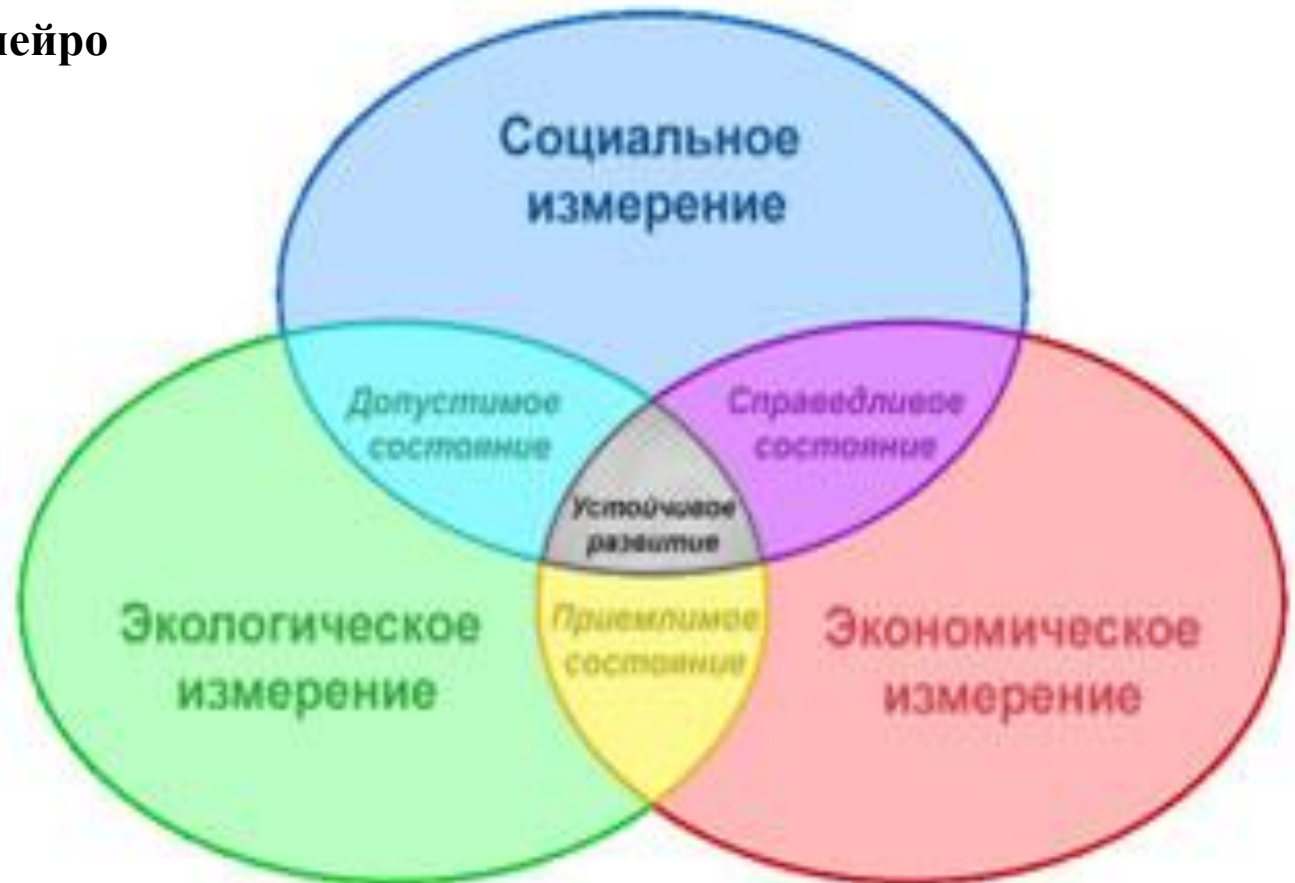 нейро
Социальное
измерение
Допустимое
состояние
Справедливое
состояние
Устойчивое
развитие
Экологическое
измерение
Приемлимое
состояние
Экономическое
измерение